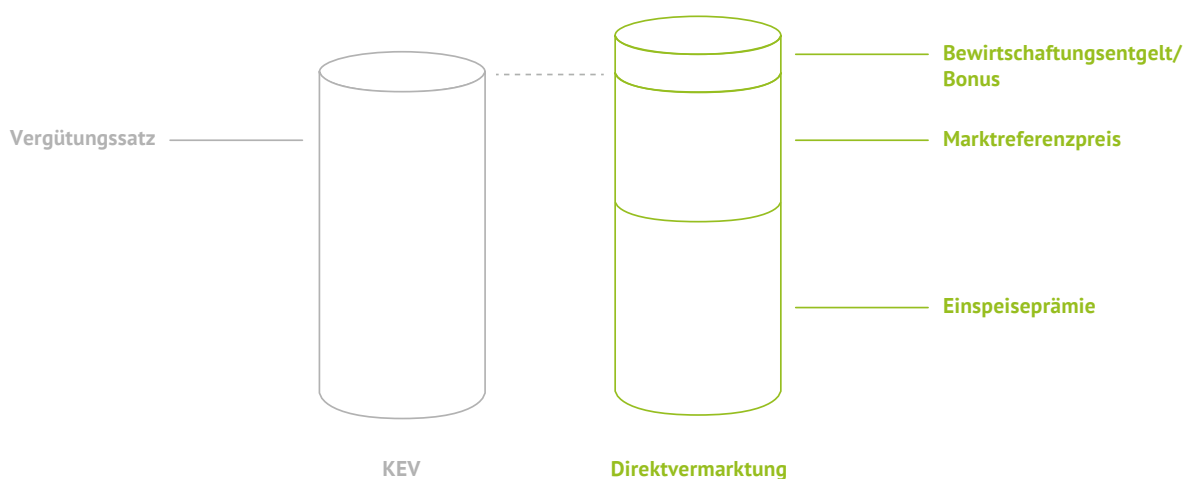 Bewirtschaftungsentgelt/
Bonus
Vergütungssatz
Marktreferenzpreis
Einspeiseprämie
KEV
Direktvermarktung